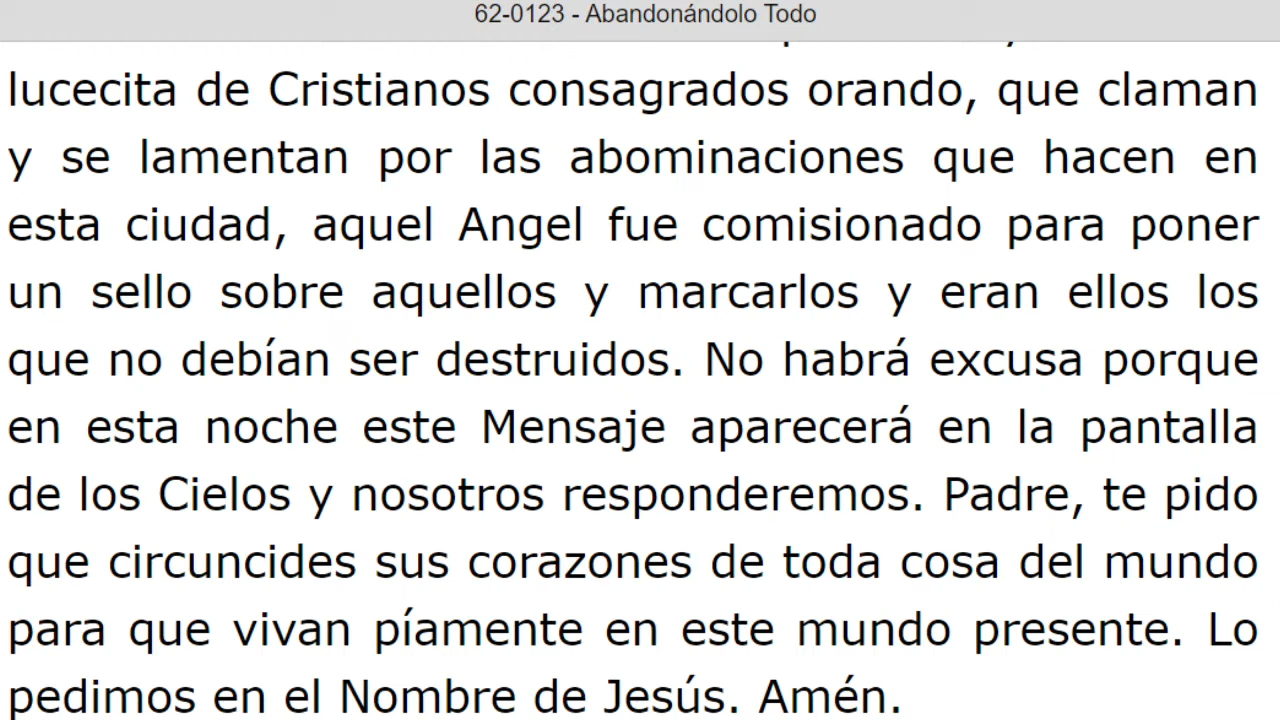 62-0123 - Abandonándolo Todo
lucecita de Cristianos consagrados orando, que claman
y se lamentan por las abominaciones que hacen en
esta ciudad, aquel Angel fue comisionado para poner
un sello sobre aquellos y marcarlos y eran ellos los
que no debían ser destruidos. No habrá excusa porque
en esta noche este Mensaje aparecerá en la pantalla
de los Cielos y nosotros responderemos. Padre, te pido
que circuncides sus corazones de toda cosa del mundo
para que vivan píamente en este mundo presente. Lo
pedimos en el Nombre de Jesús. Amén.